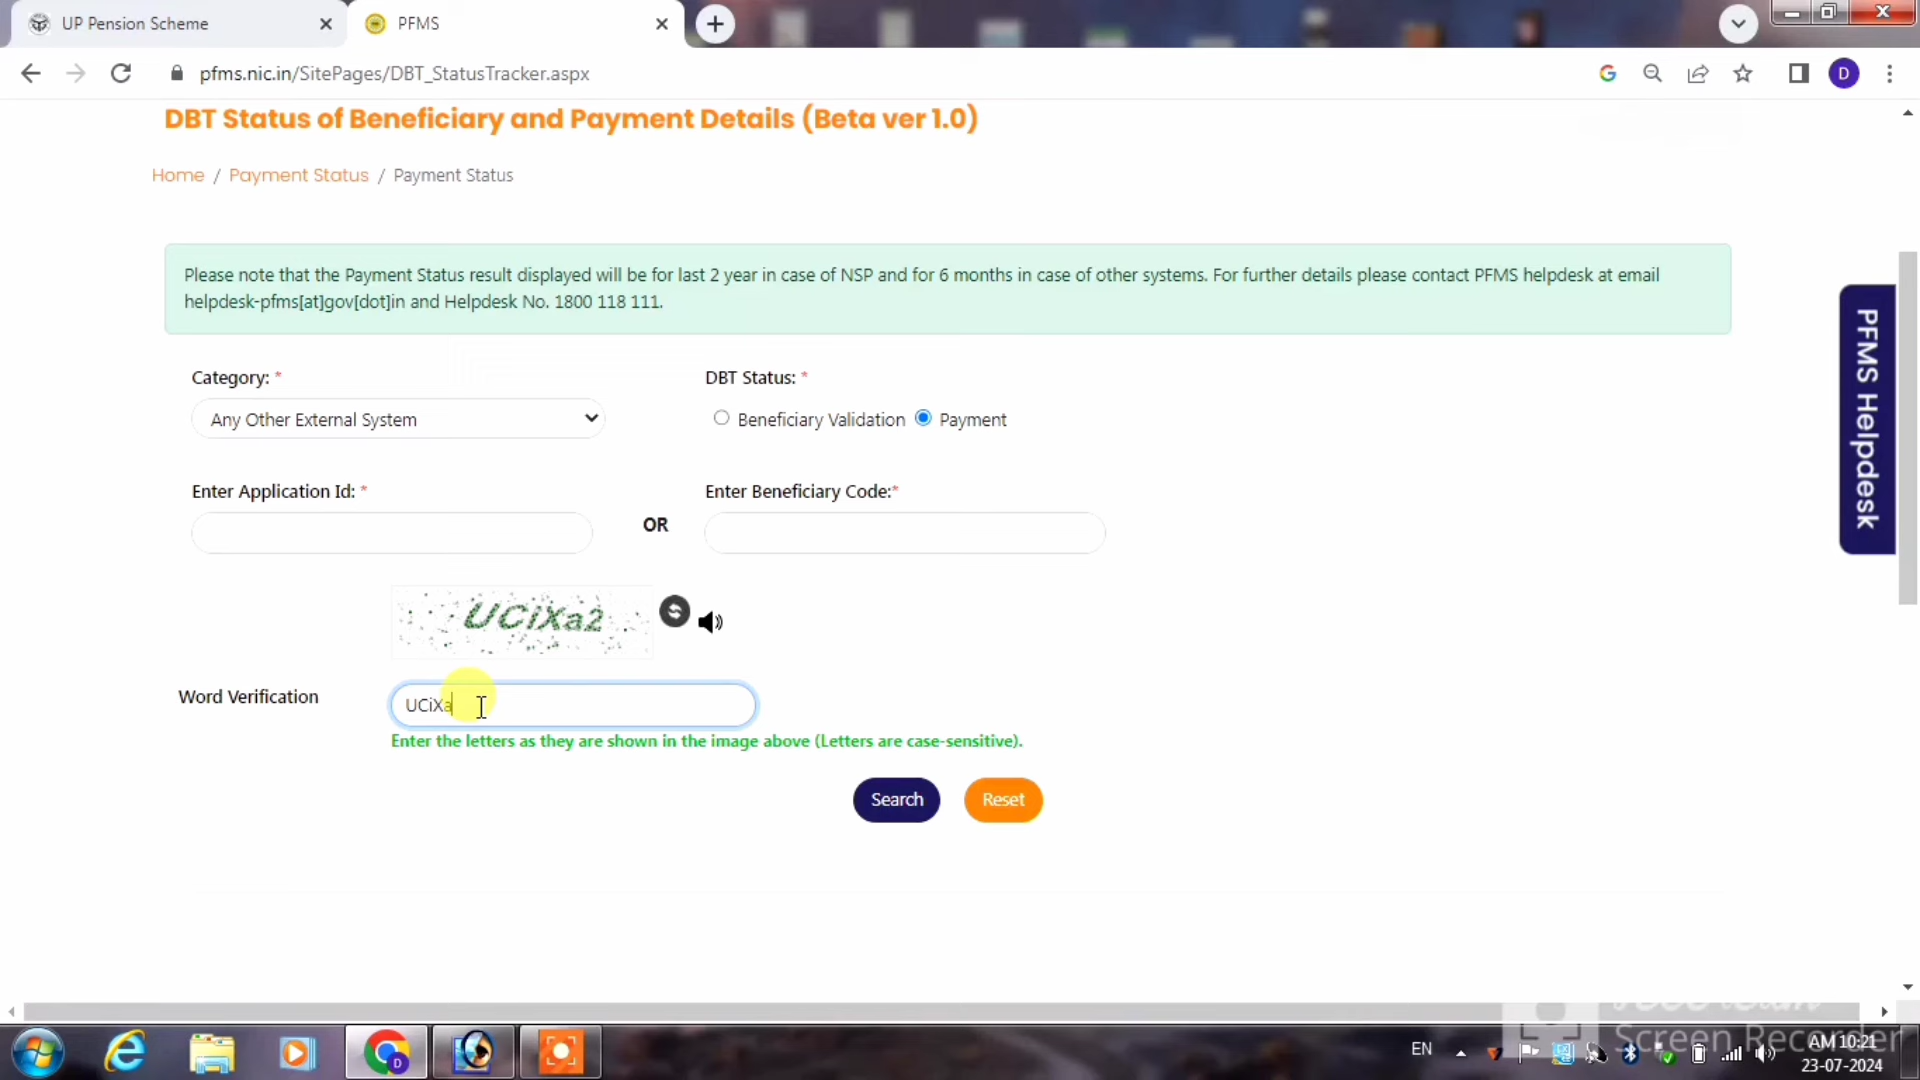 UP Pension Scheme
PFMS
pfms.nic.in/SitePages/DBT_StatusTracker.aspx
D
DBT Status of Beneficiary and Payment Details (Beta ver 1.0)
Home / Payment Status / Payment Status
Please note that the Payment Status result displayed will be for last 2 year in case of NSP and for 6 months in case of other systems. For further details please contact PFMS helpdesk at email
helpdesk-pfms[at]gov[dot]in and Helpdesk No. 1800 118 111.
PFMS Helpdesk
Category: *
DBT Status: *
Any Other External System
Beneficiary Validation
Payment
Enter Application Id: *
OR
Enter Beneficiary Code:*
UCiXa2
Word Verification
UCiXa
Enter the letters as they are shown in the image above (Letters are case-sensitive).
Search
Reset
Screen Recorder
EN
AM 10:21
23-07-2024